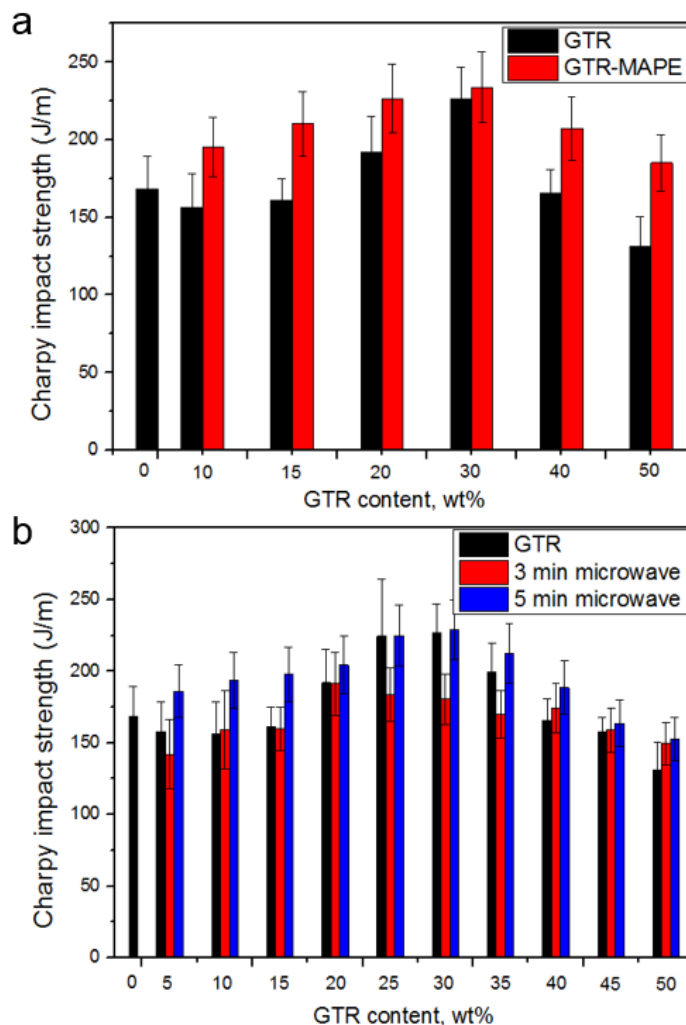 a
GTR
GTR-MAPE
250
200
150
100
50
0
Charpy impact strength (J/m)
0 10 15 20 30 40 50
GTR content, wt%
b
GTR
3 min microwave
5 min microwave
300
250
200
150
100
50
0
Charpy impact strength (J/m)
0 5 10 15 20 25 30 35 40 45 50
GTR content, wt%